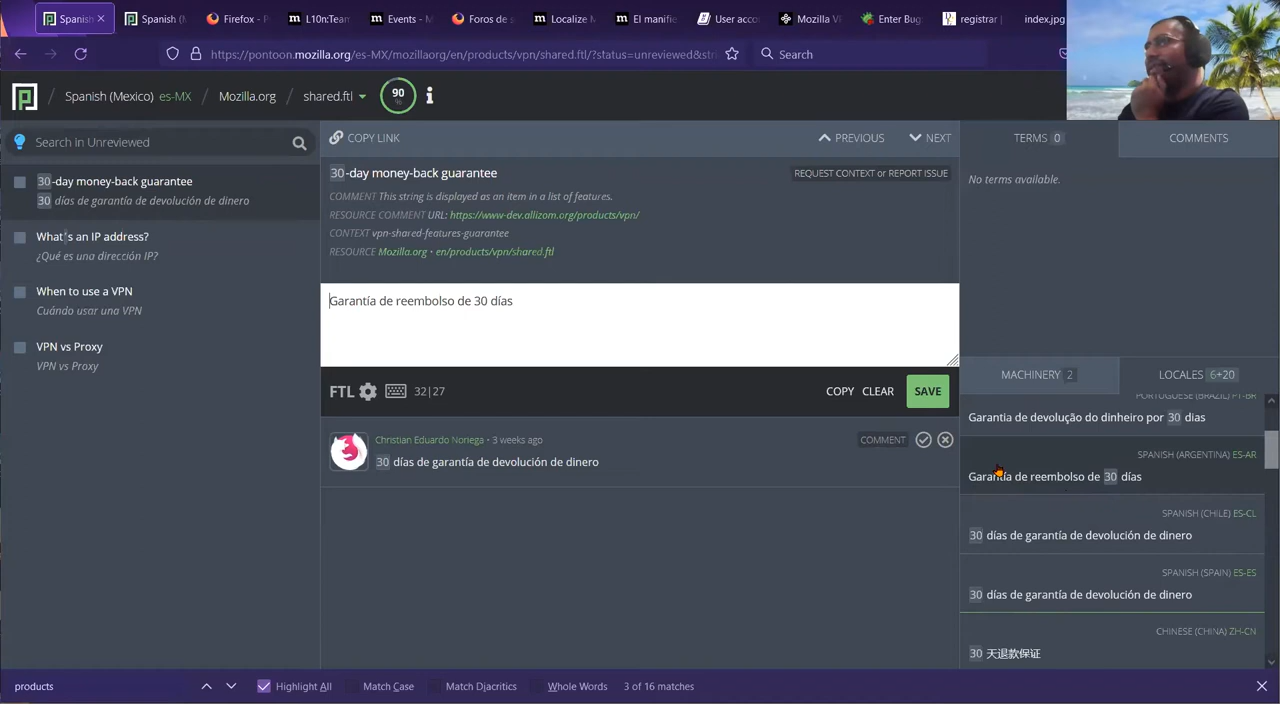 Spanish
Spanish (M
Firefox - P
L10n:Team
Events - M
Foros de s
Localize M
El manifie
User acco
Mozilla VP
Enter Bug
registrar |
index.jpg
https://pontoon.mozilla.org/es-MX/mozillaorg/en/products/vpn/shared.ftl/?status=unreviewed&str
Search
Spanish (Mexico) es-MX
Mozilla.org
shared.ftl
90
Search in Unreviewed
30-day money-back guarantee
30 días de garantía de devolución de dinero
What's an IP address?
¿Qué es una dirección IP?
When to use a VPN
Cuándo usar una VPN
VPN vs Proxy
VPN vs Proxy
COPY LINK
PREVIOUS
NEXT
30-day money-back guarantee
REQUEST CONTEXT or REPORT ISSUE
COMMENT This string is displayed as an item in a list of features.
RESOURCE COMMENT URL: https://www-dev.allizom.org/products/vpn/
CONTEXT vpn-shared-features-guarantee
RESOURCE Mozilla.org • en/products/vpn/shared.ftl
Garantía de reembolso de 30 días
FTL
32|27
COPY
CLEAR
SAVE
Christian Eduardo Noriega • 3 weeks ago
COMMENT
30 días de garantía de devolución de dinero
TERMS 0
COMMENTS
No terms available.
MACHINERY 2
LOCALES 6+20
PORTUGUESE (BRAZIL) PT-BR
Garantia de devolução do dinheiro por 30 dias
SPANISH (ARGENTINA) ES-AR
Garantía de reembolso de 30 días
SPANISH (CHILE) ES-CL
30 días de garantía de devolución de dinero
SPANISH (SPAIN) ES-ES
30 días de garantía de devolución de dinero
CHINESE (CHINA) ZH-CN
30 天退款保证
products
Highlight All
Match Case
Match Diacritics
Whole Words
3 of 16 matches